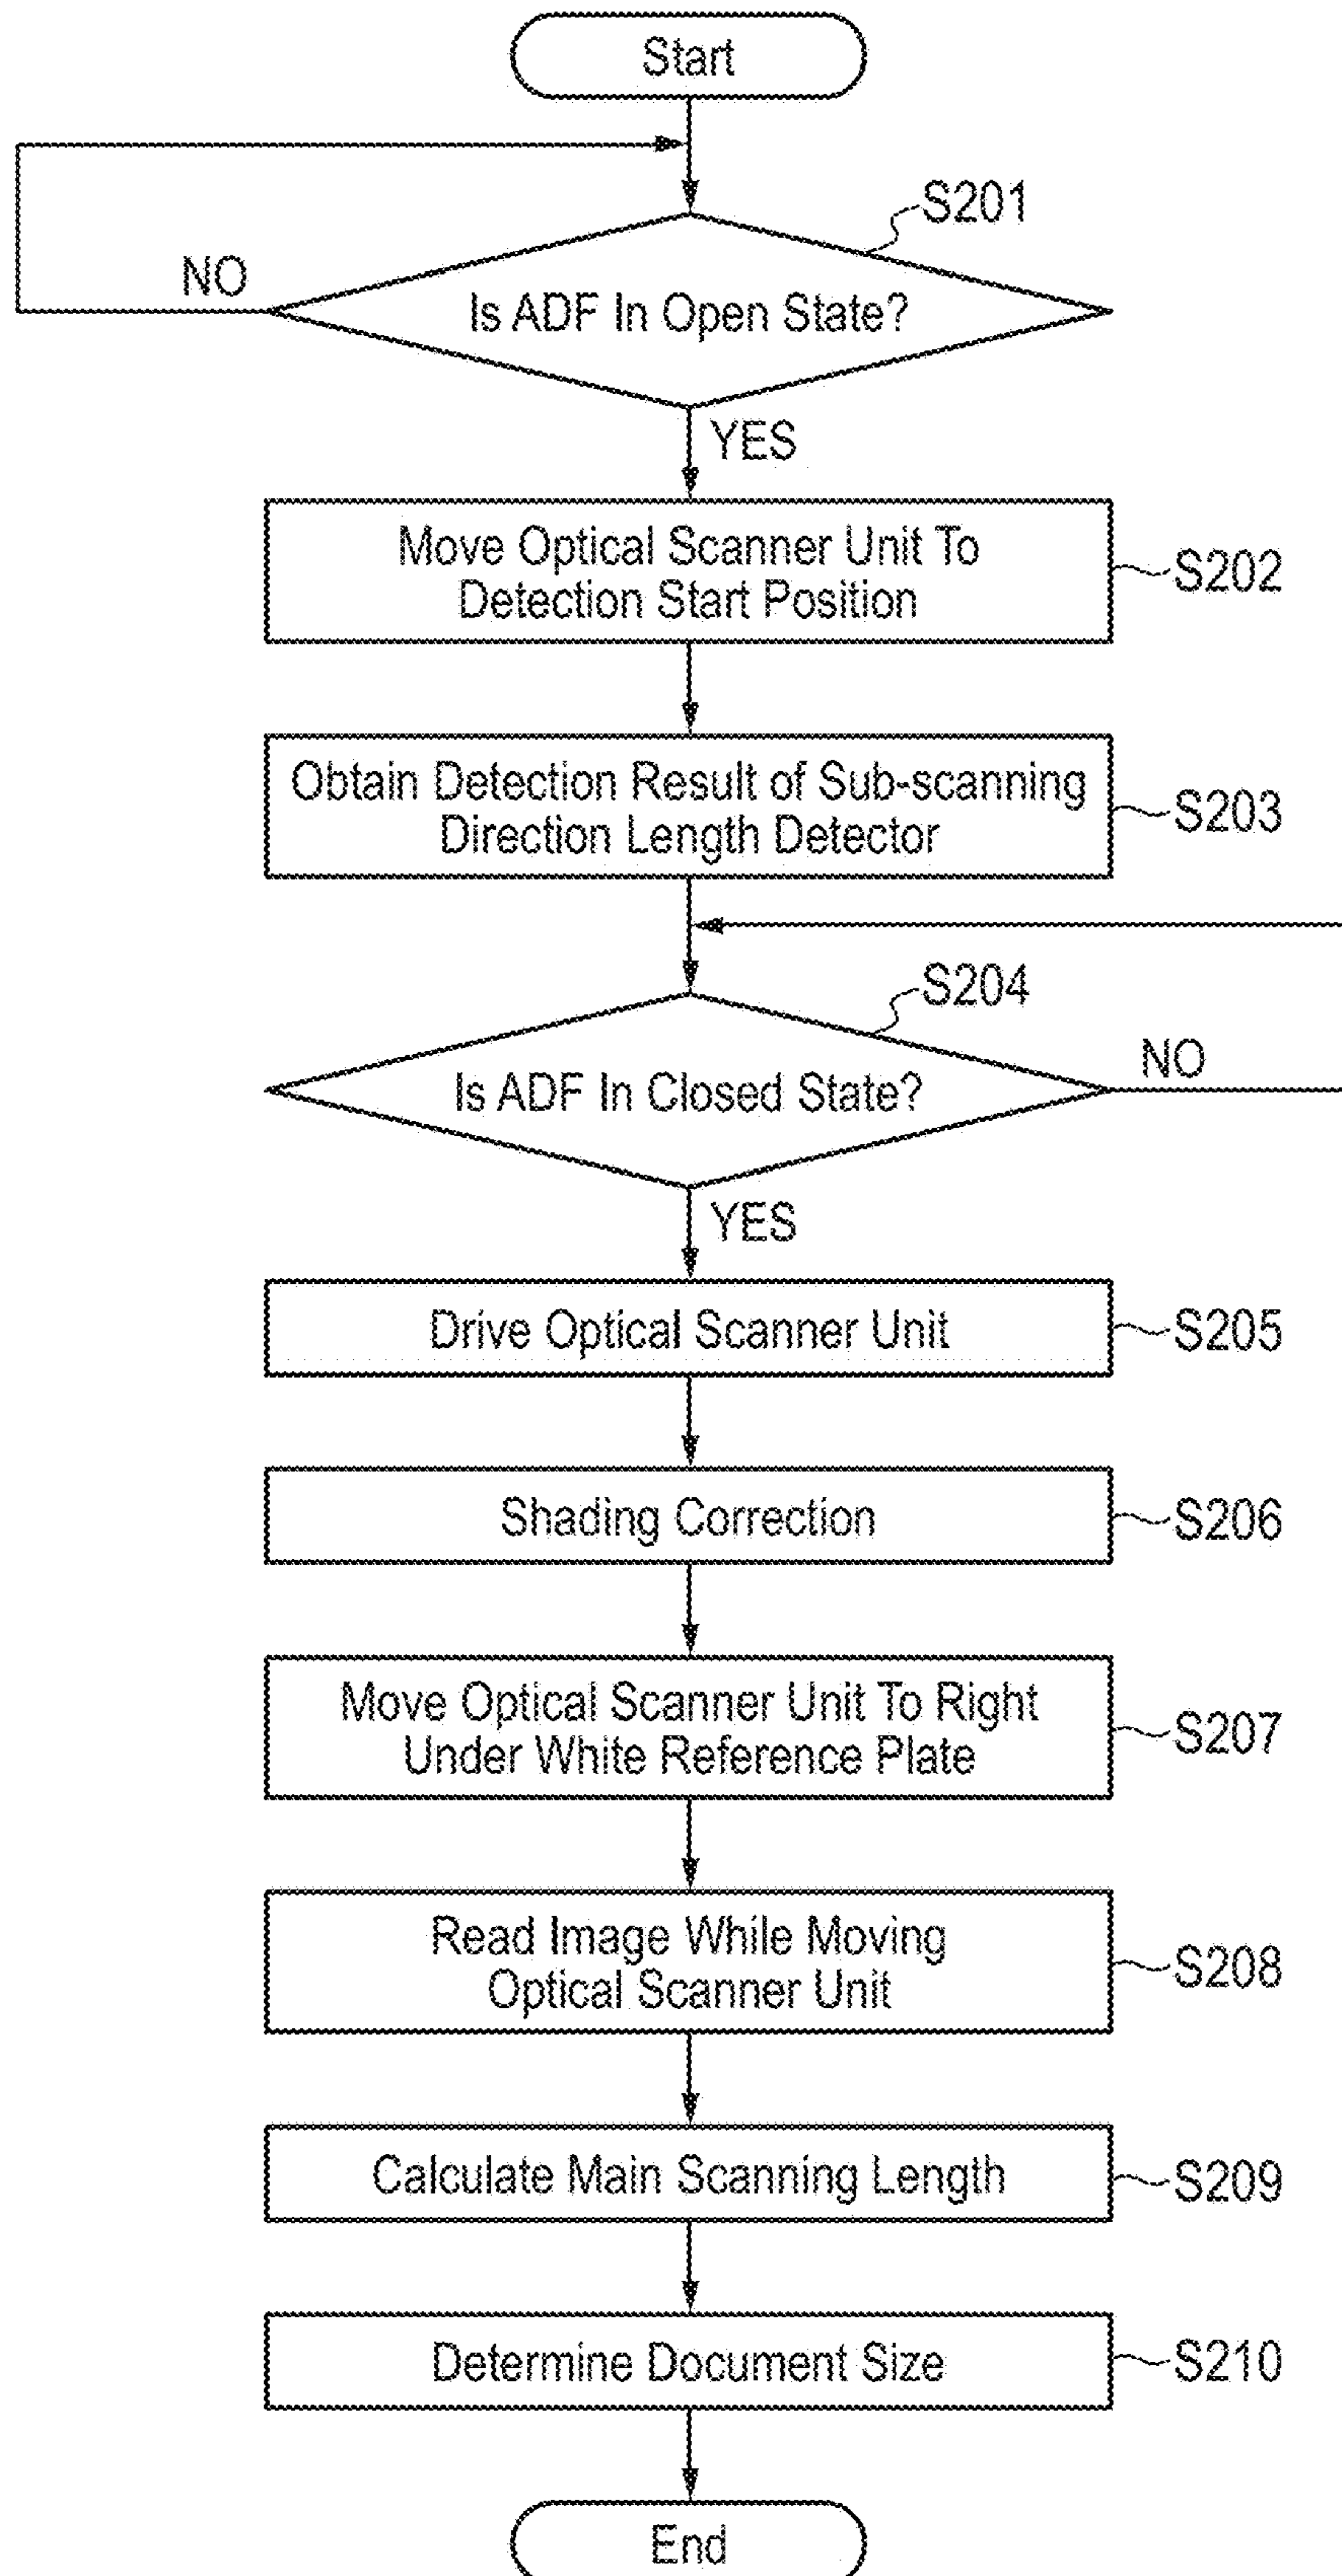 Start
S201
NO
Is ADF In Open State?
YES
Move Optical Scanner Unit To
Detection Start Position
S202
Obtain Detection Result of Sub-scanning
Direction Length Detector
S203
S204
NO
Is ADF In Closed State?
YES
Drive Optical Scanner Unit
S205
Shading Correction
S206
Move Optical Scanner Unit To Right
Under White Reference Plate
S207
Read Image While Moving
Optical Scanner Unit
S208
Calculate Main Scanning Length
S209
Determine Document Size
S210
End